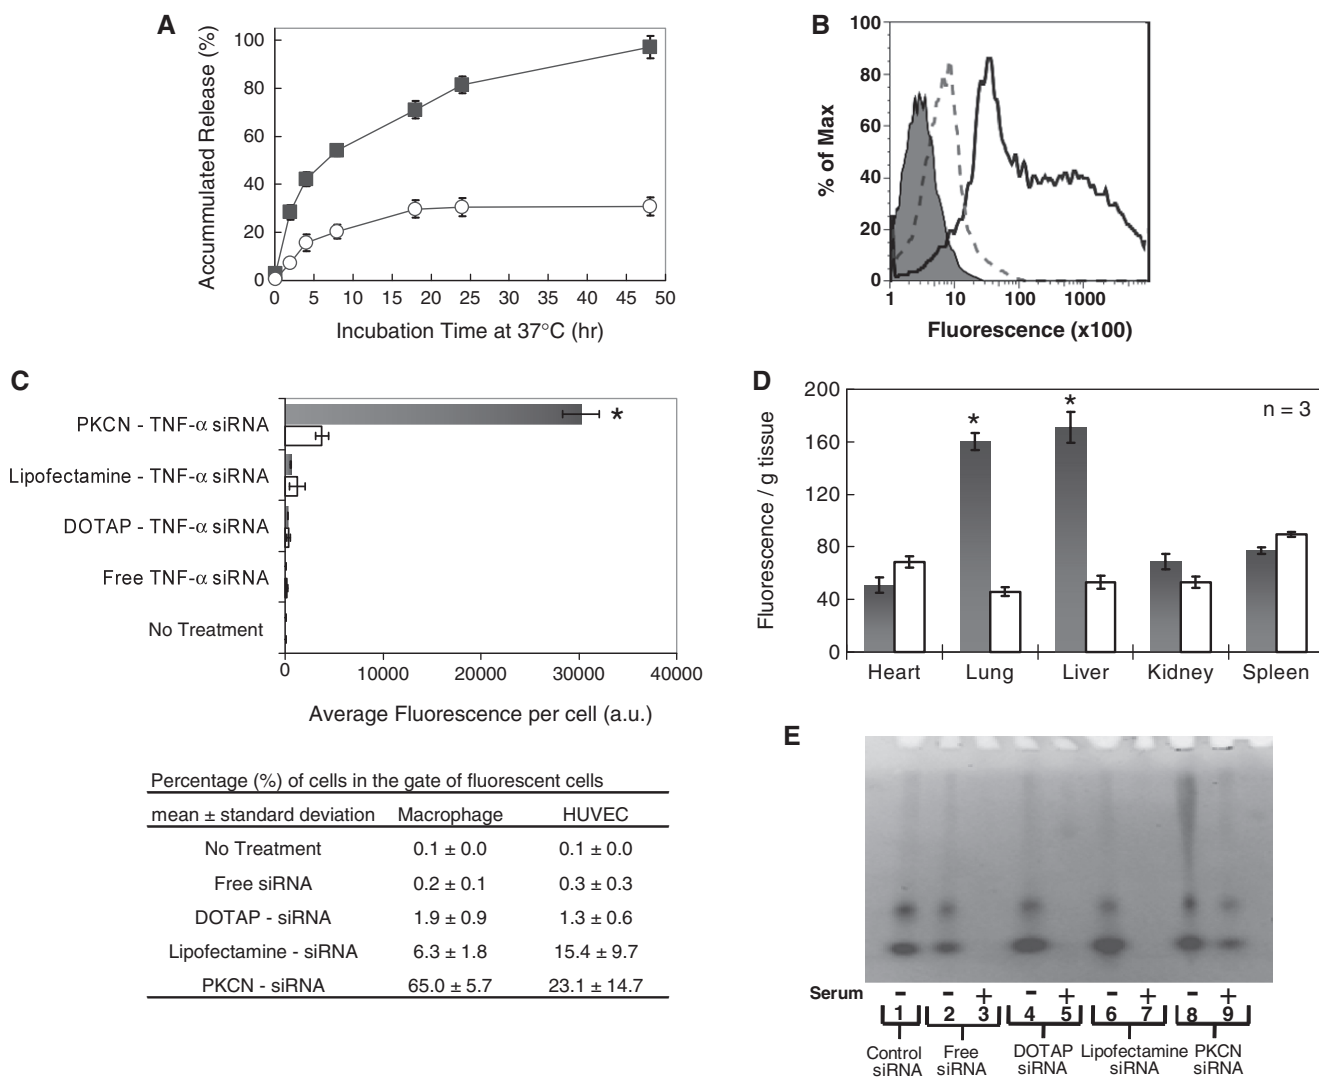 A
Accummulated Release (%)
100
80
60
40
20
0
0 5 10 15 20 25 30 35 40 45 50
Incubation Time at 37°C (hr)
B
% of Max
100
80
60
40
20
0
1 10 100 1000
Fluorescence (x100)
C
PKCN - TNF-α siRNA
*
Lipofectamine - TNF-α siRNA
DOTAP - TNF-α siRNA
Free TNF-α siRNA
No Treatment
0 10000 20000 30000 40000
Average Fluorescence per cell (a.u.)
Percentage (%) of cells in the gate of fluorescent cells
mean ± standard deviation Macrophage HUVEC
No Treatment 0.1 ± 0.0 0.1 ± 0.0
Free siRNA 0.2 ± 0.1 0.3 ± 0.3
DOTAP - siRNA 1.9 ± 0.9 1.3 ± 0.6
Lipofectamine - siRNA 6.3 ± 1.8 15.4 ± 9.7
PKCN - siRNA 65.0 ± 5.7 23.1 ± 14.7
D
Fluorescence / g tissue
200
160
120
80
40
0
n = 3
* *
Heart Lung Liver Kidney Spleen
E
Serum - - + - + - + - +
1 2 3 4 5 6 7 8 9
Control Free DOTAP Lipofectamine PKCN
siRNA siRNA siRNA siRNA siRNA